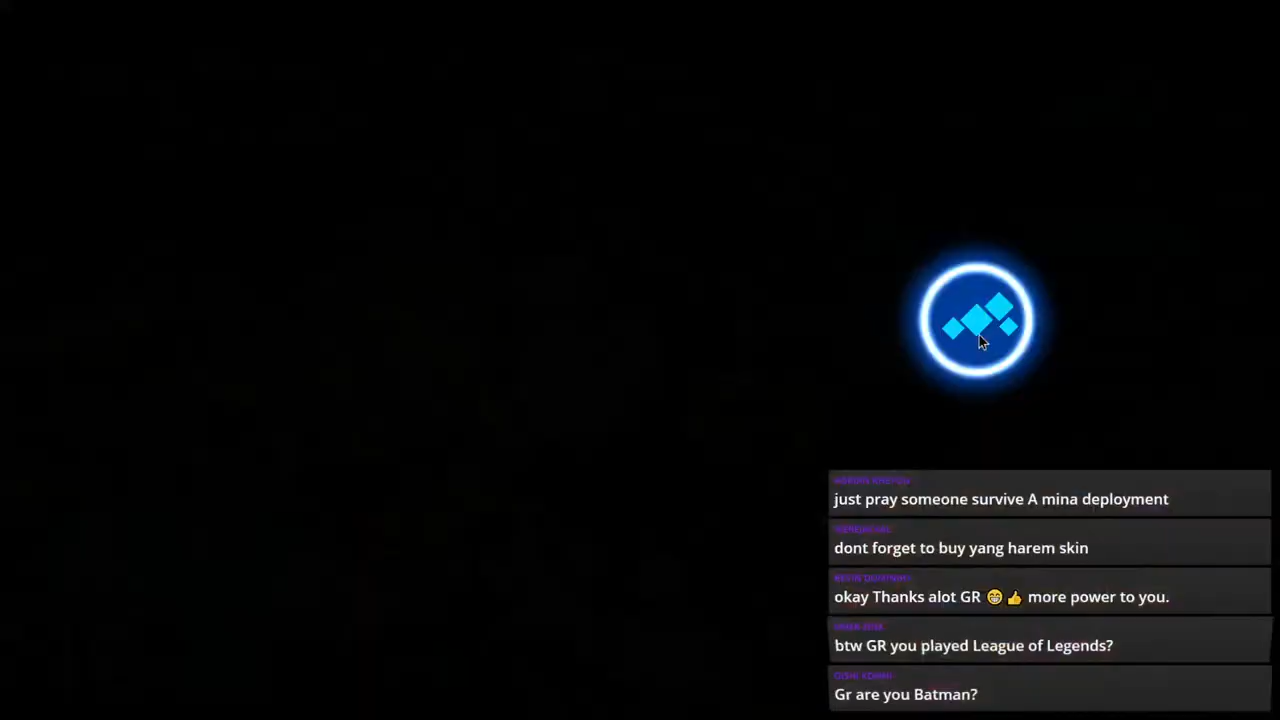 just pray someone survive A mina deployment
dont forget to buy yang harem skin
okay Thanks alot GR 😁👍 more power to you.
btw GR you played League of Legends?
Gr are you Batman?